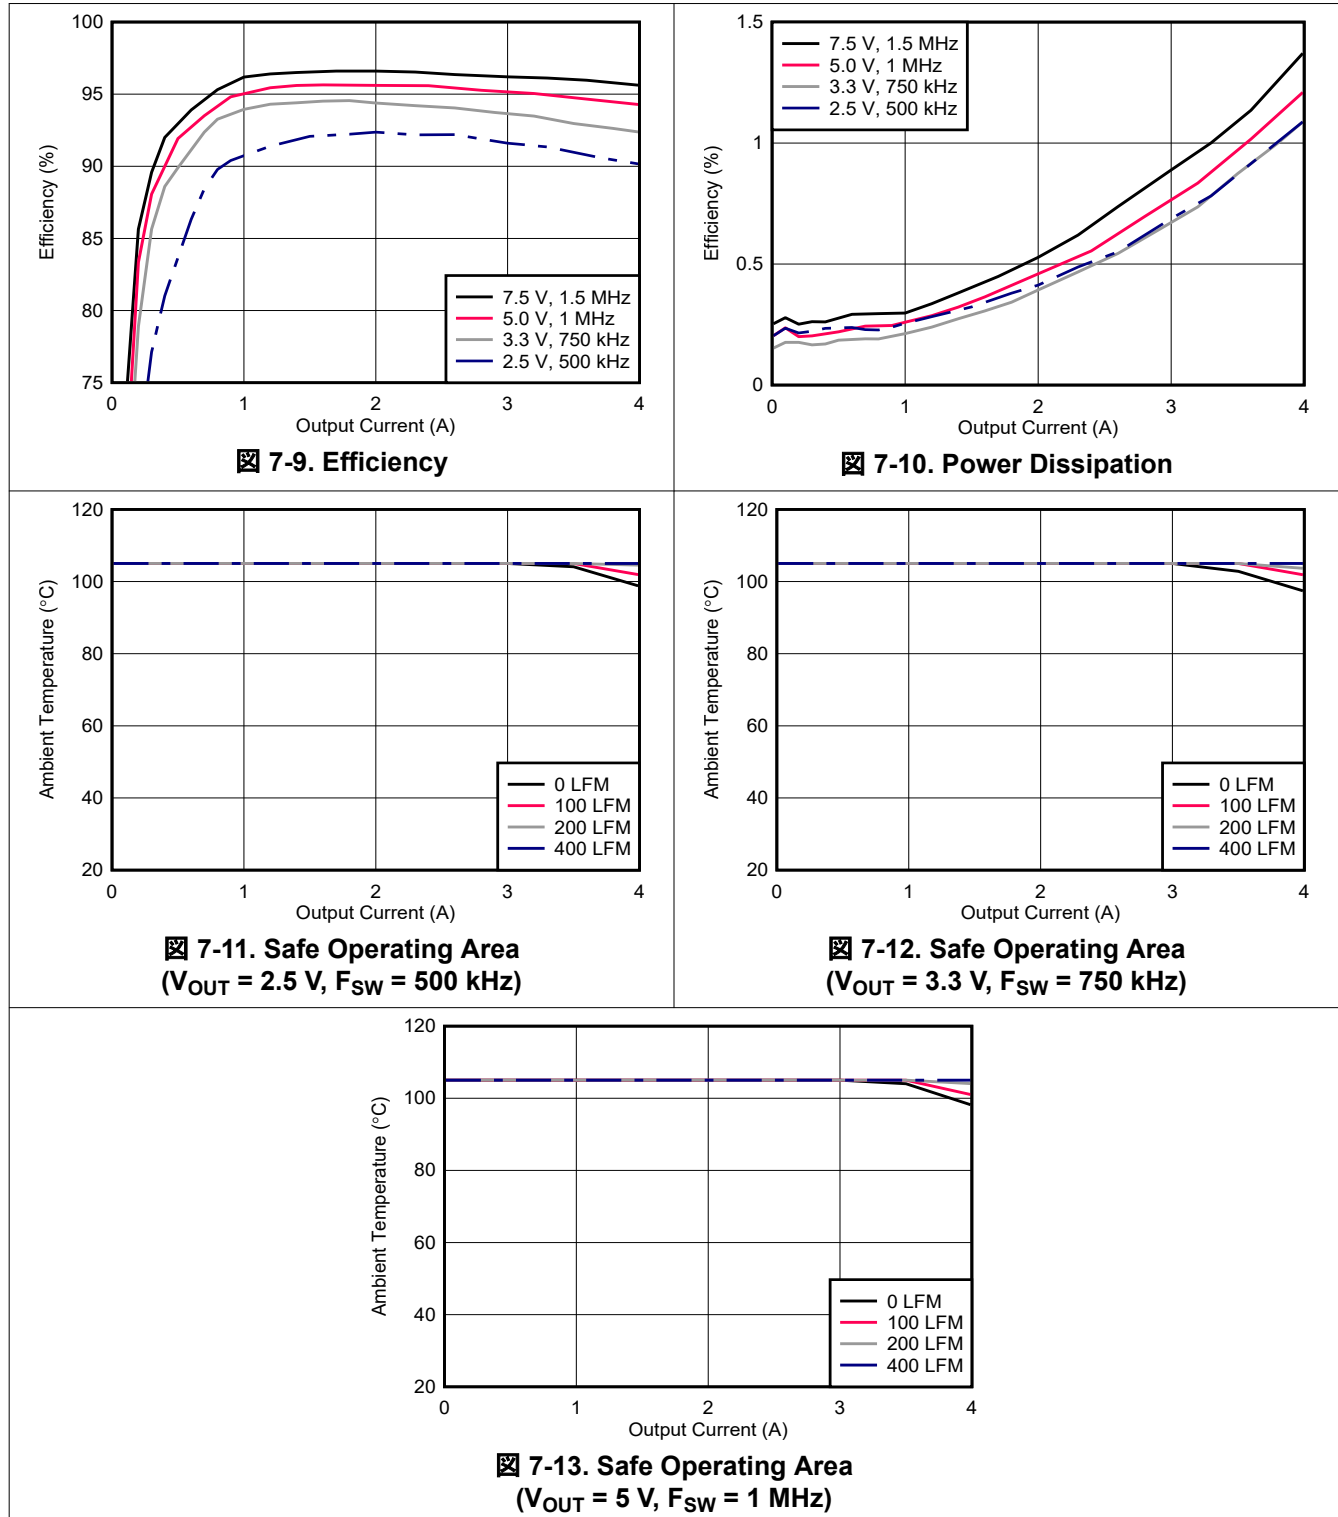 100
95
90
85
80
75
Efficiency (%)
7.5 V, 1.5 MHz
5.0 V, 1 MHz
3.3 V, 750 kHz
2.5 V, 500 kHz
0 1 2 3 4
Output Current (A)
図 7-9. Efficiency
1.5
1
0.5
0
Efficiency (%)
7.5 V, 1.5 MHz
5.0 V, 1 MHz
3.3 V, 750 kHz
2.5 V, 500 kHz
0 1 2 3 4
Output Current (A)
図 7-10. Power Dissipation
120
100
80
60
40
20
Ambient Temperature (°C)
0 LFM
100 LFM
200 LFM
400 LFM
0 1 2 3 4
Output Current (A)
図 7-11. Safe Operating Area
(VOUT = 2.5 V, FSW = 500 kHz)
120
100
80
60
40
20
Ambient Temperature (°C)
0 LFM
100 LFM
200 LFM
400 LFM
0 1 2 3 4
Output Current (A)
図 7-12. Safe Operating Area
(VOUT = 3.3 V, FSW = 750 kHz)
120
100
80
60
40
20
Ambient Temperature (°C)
0 LFM
100 LFM
200 LFM
400 LFM
0 1 2 3 4
Output Current (A)
図 7-13. Safe Operating Area
(VOUT = 5 V, FSW = 1 MHz)